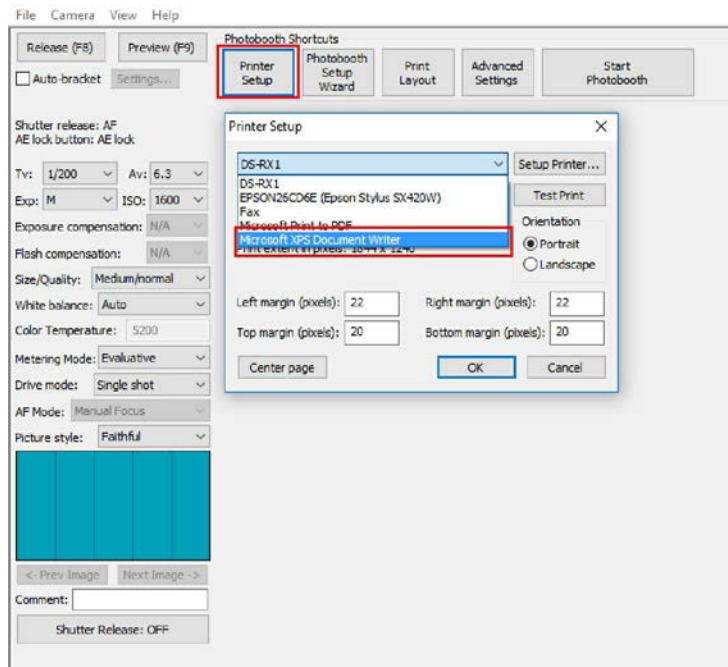 File Camera View Help
Release (F8) Preview (F9)
Auto-bracket Settings...
Shutter release: AF
AE lock button: AE lock
Tv: 1/200 Av: 6.3
Exp: M ISO: 1600
Exposure compensation: N/A
Flash compensation: N/A
Size/Quality: Medium/normal
White balance: Auto
Color Temperature: 5200
Metering Mode: Evaluative
Drive mode: Single shot
AF Mode: Manual Focus
Picture style: Faithful
<- Prev Image Next Image ->
Comment:
Shutter Release: OFF
Photobooth Shortcuts
Printer Setup
Photobooth Setup Wizard
Print Layout
Advanced Settings
Start Photobooth
Printer Setup
DS-RX1 Setup Printer...
DS-RX1
EPSON26CD6E (Epson Stylus SX420W)
Fax
Microsoft Print to PDF
Microsoft XPS Document Writer
Print extent in pixels: 1844 x 1240
Test Print
Orientation
Portrait
Landscape
Left margin (pixels): 22 Right margin (pixels): 22
Top margin (pixels): 20 Bottom margin (pixels): 20
Center page OK Cancel